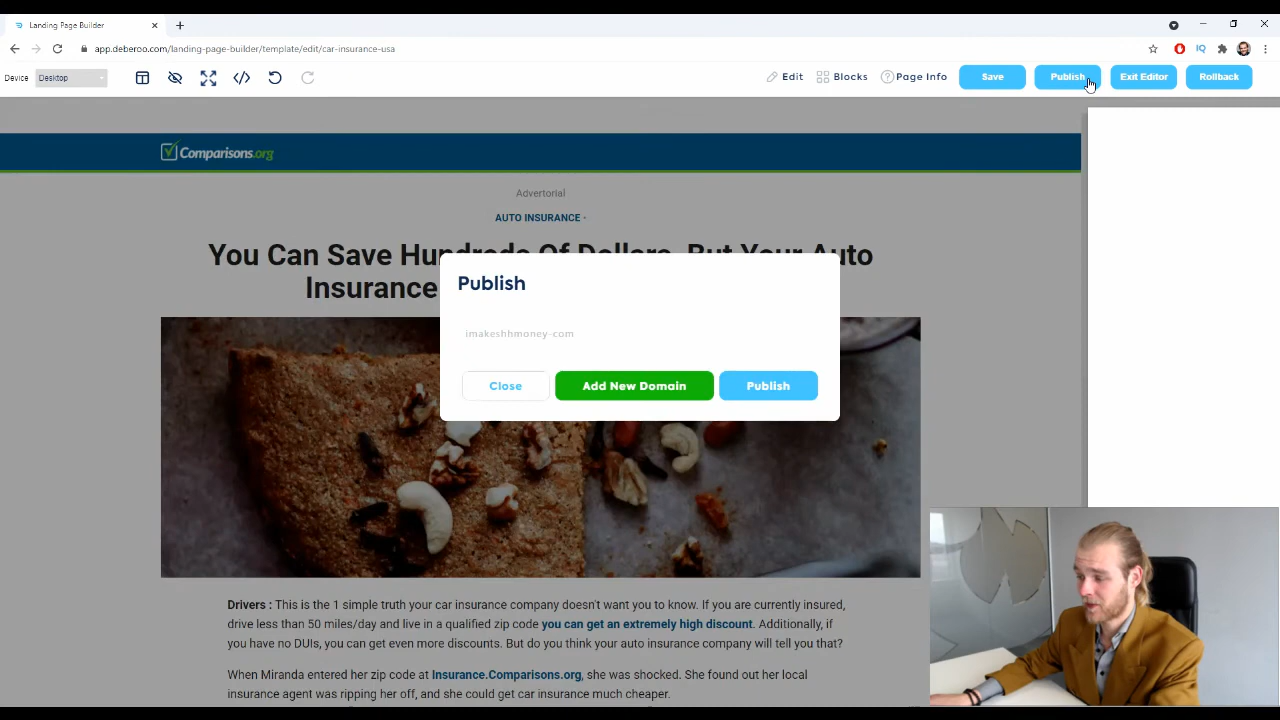 Landing Page Builder
app.deberoo.com/landing-page-builder/template/edit/car-insurance-usa
IQ
Device Desktop Edit Blocks Page Info Save Publish Exit Editor Rollback
Comparisons.org
Advertorial
AUTO INSURANCE -
You Can Save Hundreds Of Dollars, But Your Auto
Insurance
Publish
imakeshhmoney-com
Close Add New Domain Publish
Drivers : This is the 1 simple truth your car insurance company doesn't want you to know. If you are currently insured,
drive less than 50 miles/day and live in a qualified zip code you can get an extremely high discount. Additionally, if
you have no DUIs, you can get even more discounts. But do you think your auto insurance company will tell you that?
When Miranda entered her zip code at Insurance.Comparisons.org, she was shocked. She found out her local
insurance agent was ripping her off, and she could get car insurance much cheaper.